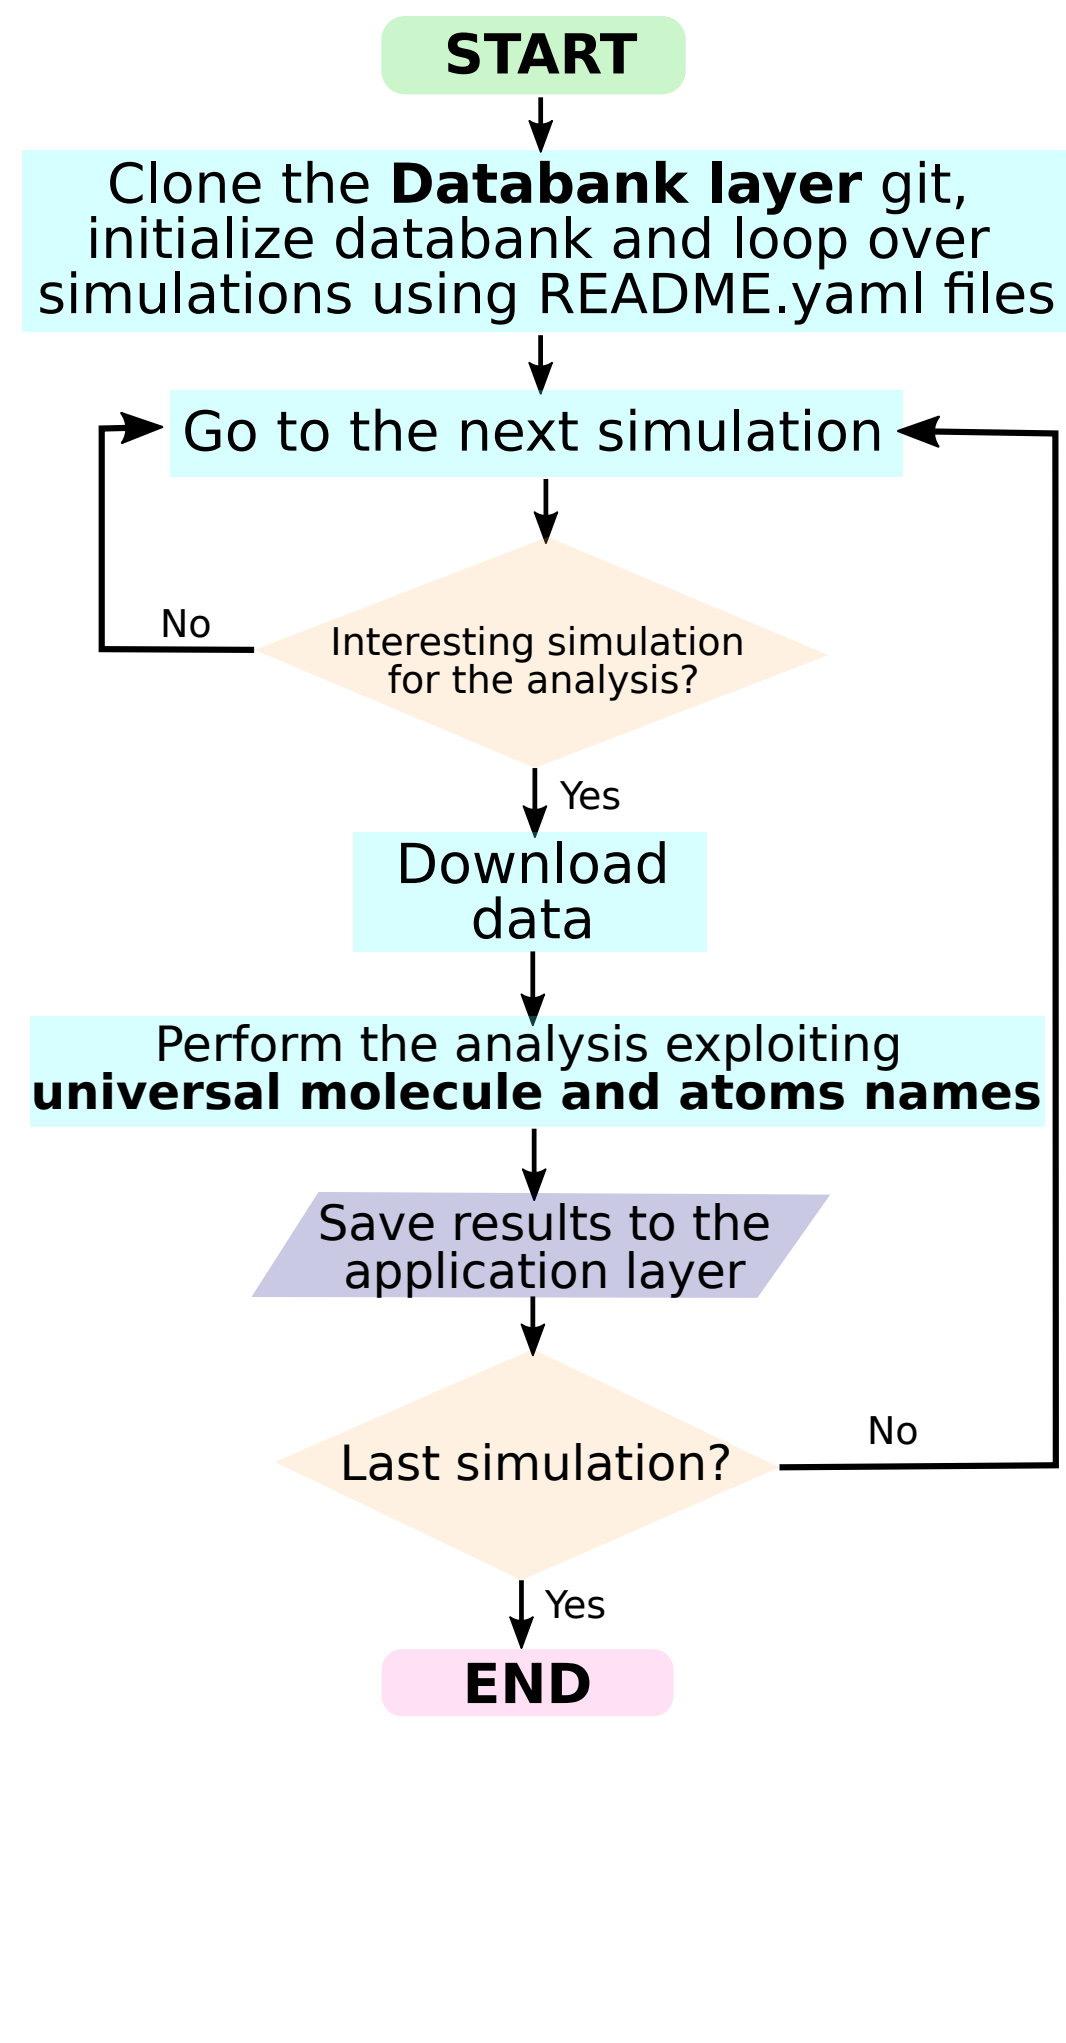 START
Clone the Databank layer git,
initialize databank and loop over
simulations using README.yaml files
Go to the next simulation
No
Interesting simulation
for the analysis?
Yes
Download
data
Perform the analysis exploiting
universal molecule and atoms names
Save results to the
application layer
Last simulation?
No
Yes
END